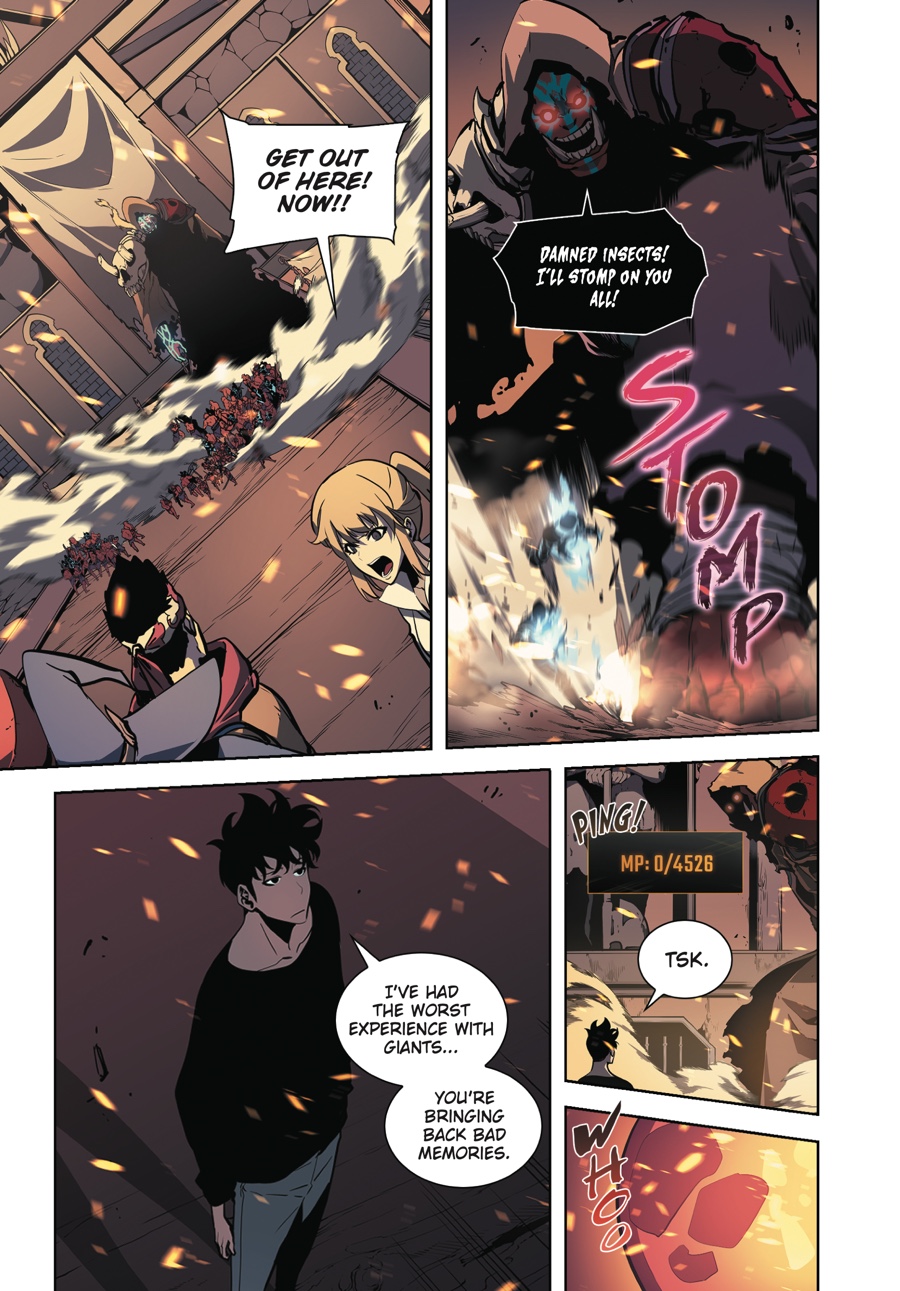 GET OUT
OF HERE!
NOW!!
DAMNED INSECTS!
I'LL STOMP ON YOU
ALL!
STOMP
I'VE HAD
THE WORST
EXPERIENCE WITH
GIANTS...
YOU'RE
BRINGING
BACK BAD
MEMORIES.
PING!
MP: 0/4526
TSK.
WHOO